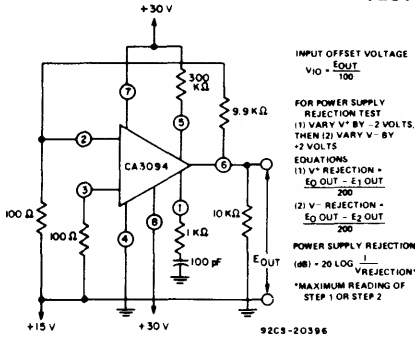 +30 V
300
KΩ
9.9 KΩ
7
5
2
CA3094
6
3
1
8
4
100 Ω
100 Ω
1KΩ
100 pF
10 KΩ
EOUT
+15 V
+30 V
INPUT OFFSET VOLTAGE
VIO = EOUT
100
FOR POWER SUPPLY
REJECTION TEST
(1) VARY V+ BY -2 VOLTS,
THEN (2) VARY V- BY
+2 VOLTS
EQUATIONS
(1) V+ REJECTION =
E0 OUT - E1 OUT
200
(2) V- REJECTION =
E0 OUT - E2 OUT
200
POWER SUPPLY REJECTION
(dB) = 20 LOG 1
VREJECTION*
*MAXIMUM READING OF
STEP 1 OR STEP 2
92CS-20396